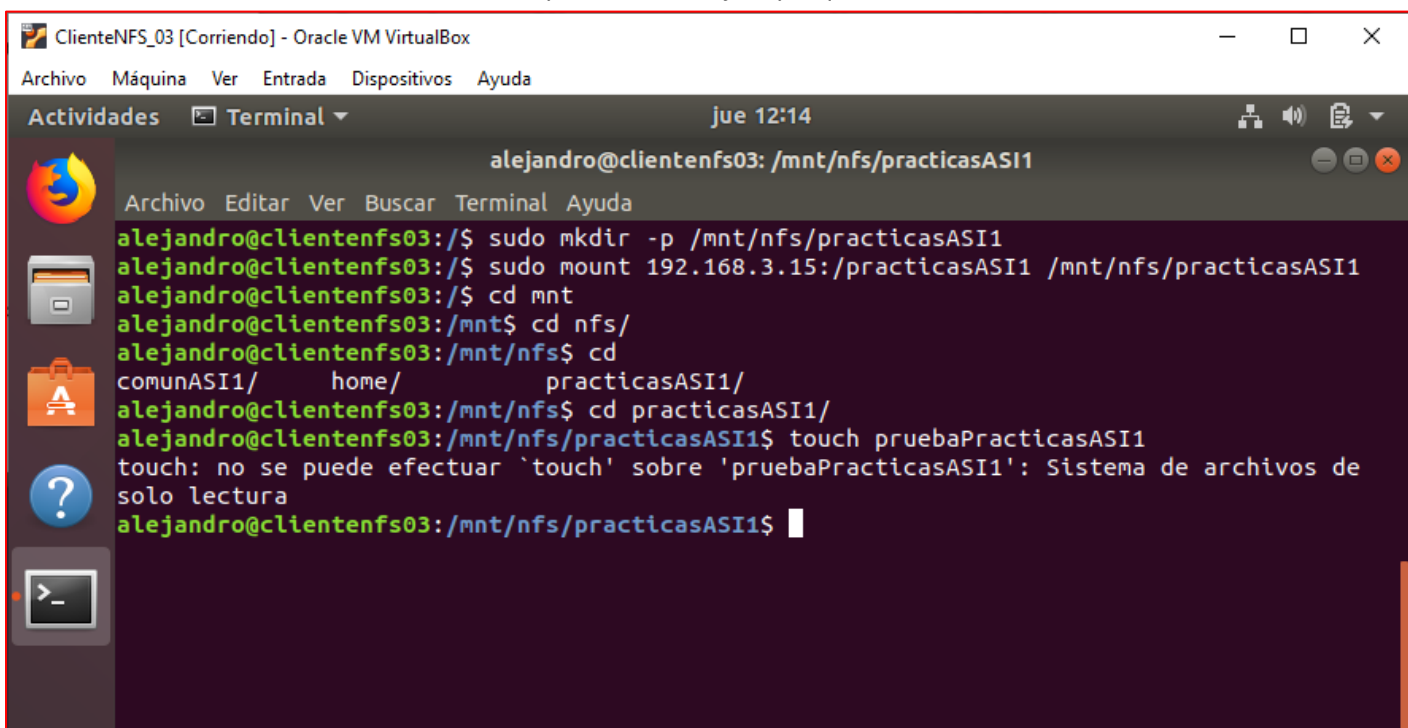 ClienteNFS_03 [Corriendo] - Oracle VM VirtualBox
Archivo Máquina Ver Entrada Dispositivos Ayuda
Actividades Terminal jue 12:14
alejandro@clientenfs03: /mnt/nfs/practicasASI1
Archivo Editar Ver Buscar Terminal Ayuda
alejandro@clientenfs03:/$ sudo mkdir -p /mnt/nfs/practicasASI1
alejandro@clientenfs03:/$ sudo mount 192.168.3.15:/practicasASI1 /mnt/nfs/practicasASI1
alejandro@clientenfs03:/$ cd mnt
alejandro@clientenfs03:/mnt$ cd nfs/
alejandro@clientenfs03:/mnt/nfs$ cd
comunASI1/ home/ practicasASI1/
alejandro@clientenfs03:/mnt/nfs$ cd practicasASI1/
alejandro@clientenfs03:/mnt/nfs/practicasASI1$ touch pruebaPracticasASI1
touch: no se puede efectuar `touch' sobre 'pruebaPracticasASI1': Sistema de archivos de
solo lectura
alejandro@clientenfs03:/mnt/nfs/practicasASI1$